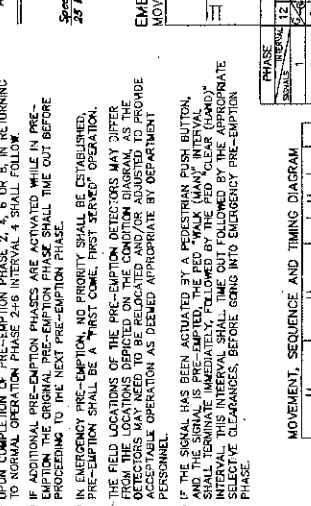 UPON COMPLETION OF PRE-EMPTION PHASE 2, 4, 6 OR 8, IN RETURNING
TO NORMAL OPERATION PHASE 2+6 INTERVAL 4 SHALL FOLLOW.
IF ADDITIONAL PRE-EMPTION PHASES ARE ACTIVATED WHILE IN PRE-
EMPTION THE ORIGINAL PRE-EMPTION PHASE SHALL TIME OUT BEFORE
PROCEEDING TO THE NEXT PRE-EMPTION PHASE.
IN EMERGENCY PRE-EMPTION, NO PRIORITY SHALL BE ESTABLISHED,
PRE-EMPTION SHALL BE A "FIRST COME, FIRST SERVED" OPERATION.
THE FIELD LOCATIONS OF THE PRE-EMPTION DETECTORS MAY DIFFER
FROM THE LOCATIONS DEPICTED ON THE CONDITION DIAGRAM, AS THE
DETECTORS MAY NEED TO BE RELOCATED AND/OR ADJUSTED TO PROVIDE
ACCEPTABLE OPERATION AS DEEMED APPROPRIATE BY DEPARTMENT
PERSONNEL.
IF THE SIGNAL HAS BEEN ACTUATED BY A PEDESTRIAN PUSH BUTTON,
AND THE SIGNAL IS PRE-EMPTED, THE PED "WALK (MAN)" INTERVAL
SHALL TERMINATE IMMEDIATELY, FOLLOWED BY THE PED "CLEAR (HAND)"
INTERVAL. THIS INTERVAL SHALL TIME OUT FOLLOWED BY THE APPROPRIATE
SELECTIVE CLEARANCES, BEFORE GOING INTO EMERGENCY PRE-EMPTION
PHASE.
MOVEMENT, SEQUENCE AND TIMING DIAGRAM
PHASE
INTERVAL
SIGNALS
12
1
EME
MOV